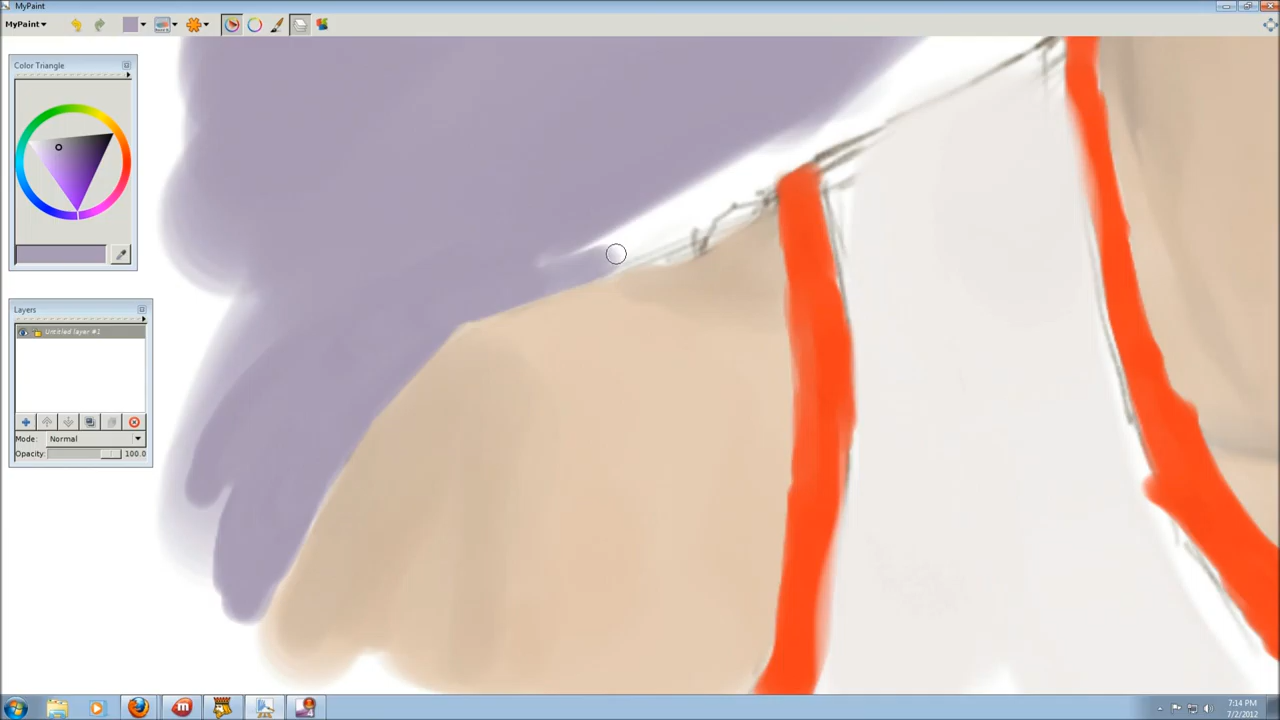 MyPaint
MyPaint
Color Triangle
Layers
Untitled layer #1
Mode: Normal
Opacity: 100.0
7:14 PM
7/2/2012